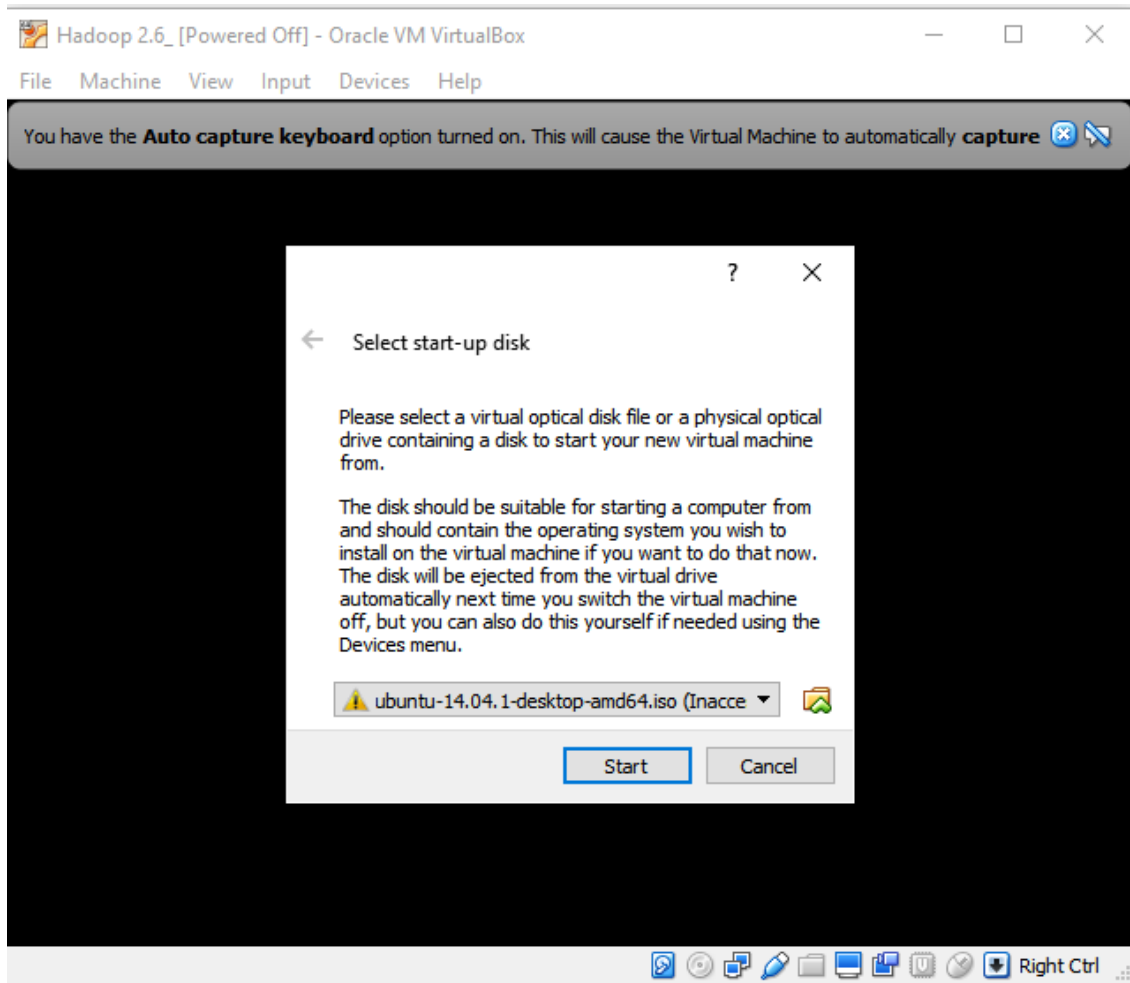 Hadoop 2.6_ [Powered Off] - Oracle VM VirtualBox
File Machine View Input Devices Help
You have the Auto capture keyboard option turned on. This will cause the Virtual Machine to automatically capture
?
Select start-up disk
Please select a virtual optical disk file or a physical optical
drive containing a disk to start your new virtual machine
from.
The disk should be suitable for starting a computer from
and should contain the operating system you wish to
install on the virtual machine if you want to do that now.
The disk will be ejected from the virtual drive
automatically next time you switch the virtual machine
off, but you can also do this yourself if needed using the
Devices menu.
ubuntu-14.04.1-desktop-amd64.iso (Inacce
Start Cancel
Right Ctrl